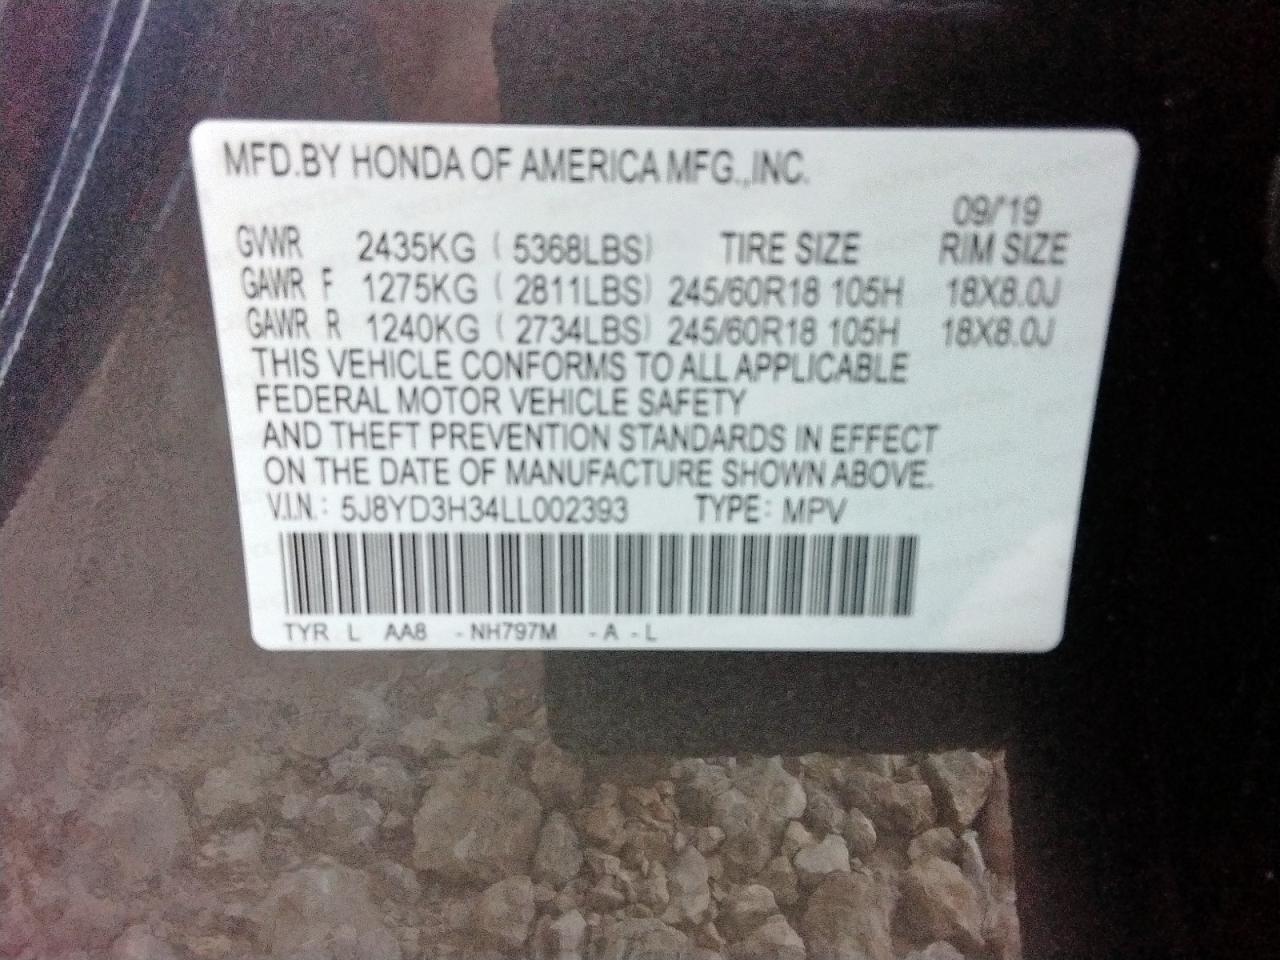 MFD.BY HONDA OF AMERICA MFG.,INC.
09/'19
GVWR 2435KG ( 5368LBS) TIRE SIZE RIM SIZE
GAWR F 1275KG ( 2811LBS) 245/60R18 105H 18X8.0J
GAWR R 1240KG ( 2734LBS) 245/60R18 105H 18X8.0J
THIS VEHICLE CONFORMS TO ALL APPLICABLE
FEDERAL MOTOR VEHICLE SAFETY
AND THEFT PREVENTION STANDARDS IN EFFECT
ON THE DATE OF MANUFACTURE SHOWN ABOVE.
V.I.N.: 5J8YD3H34LL002393 TYPE: MPV
TYR L AA8 -NH797M -A -L